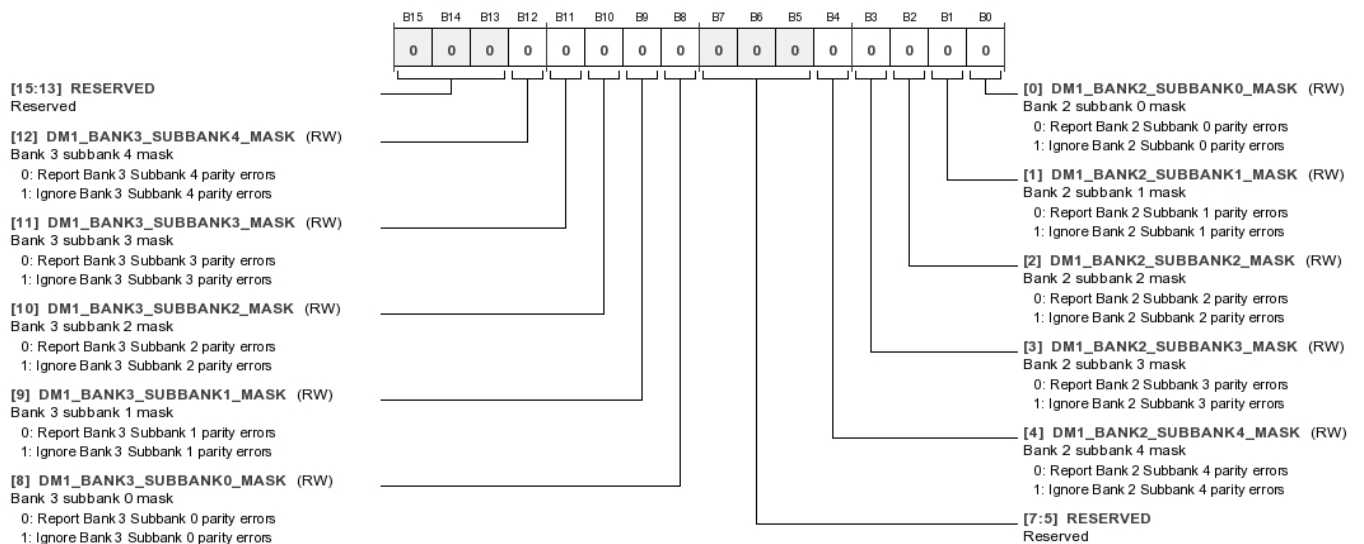 B15 B14 B13 B12 B11 B10 B9 B8 B7 B6 B5 B4 B3 B2 B1 B0
0 0 0 0 0 0 0 0 0 0 0 0 0 0 0 0
[15:13] RESERVED
Reserved
[12] DM1_BANK3_SUBBANK4_MASK (RW)
Bank 3 subbank 4 mask
0: Report Bank 3 Subbank 4 parity errors
1: Ignore Bank 3 Subbank 4 parity errors
[11] DM1_BANK3_SUBBANK3_MASK (RW)
Bank 3 subbank 3 mask
0: Report Bank 3 Subbank 3 parity errors
1: Ignore Bank 3 Subbank 3 parity errors
[10] DM1_BANK3_SUBBANK2_MASK (RW)
Bank 3 subbank 2 mask
0: Report Bank 3 Subbank 2 parity errors
1: Ignore Bank 3 Subbank 2 parity errors
[9] DM1_BANK3_SUBBANK1_MASK (RW)
Bank 3 subbank 1 mask
0: Report Bank 3 Subbank 1 parity errors
1: Ignore Bank 3 Subbank 1 parity errors
[8] DM1_BANK3_SUBBANK0_MASK (RW)
Bank 3 subbank 0 mask
0: Report Bank 3 Subbank 0 parity errors
1: Ignore Bank 3 Subbank 0 parity errors
[0] DM1_BANK2_SUBBANK0_MASK (RW)
Bank 2 subbank 0 mask
0: Report Bank 2 Subbank 0 parity errors
1: Ignore Bank 2 Subbank 0 parity errors
[1] DM1_BANK2_SUBBANK1_MASK (RW)
Bank 2 subbank 1 mask
0: Report Bank 2 Subbank 1 parity errors
1: Ignore Bank 2 Subbank 1 parity errors
[2] DM1_BANK2_SUBBANK2_MASK (RW)
Bank 2 subbank 2 mask
0: Report Bank 2 Subbank 2 parity errors
1: Ignore Bank 2 Subbank 2 parity errors
[3] DM1_BANK2_SUBBANK3_MASK (RW)
Bank 2 subbank 3 mask
0: Report Bank 2 Subbank 3 parity errors
1: Ignore Bank 2 Subbank 3 parity errors
[4] DM1_BANK2_SUBBANK4_MASK (RW)
Bank 2 subbank 4 mask
0: Report Bank 2 Subbank 4 parity errors
1: Ignore Bank 2 Subbank 4 parity errors
[7:5] RESERVED
Reserved